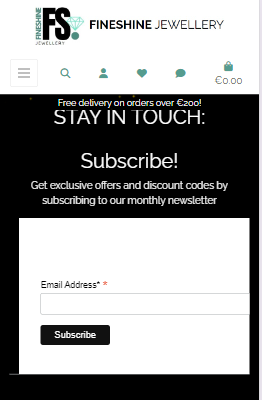 FINESHINE
FS.
JEWELLERY
FINESHINE JEWELLERY
€0.00
Free delivery on orders over €200!
STAY IN TOUCH:
Subscribe!
Get exclusive offers and discount codes by
subscribing to our monthly newsletter
Email Address* *
Subscribe